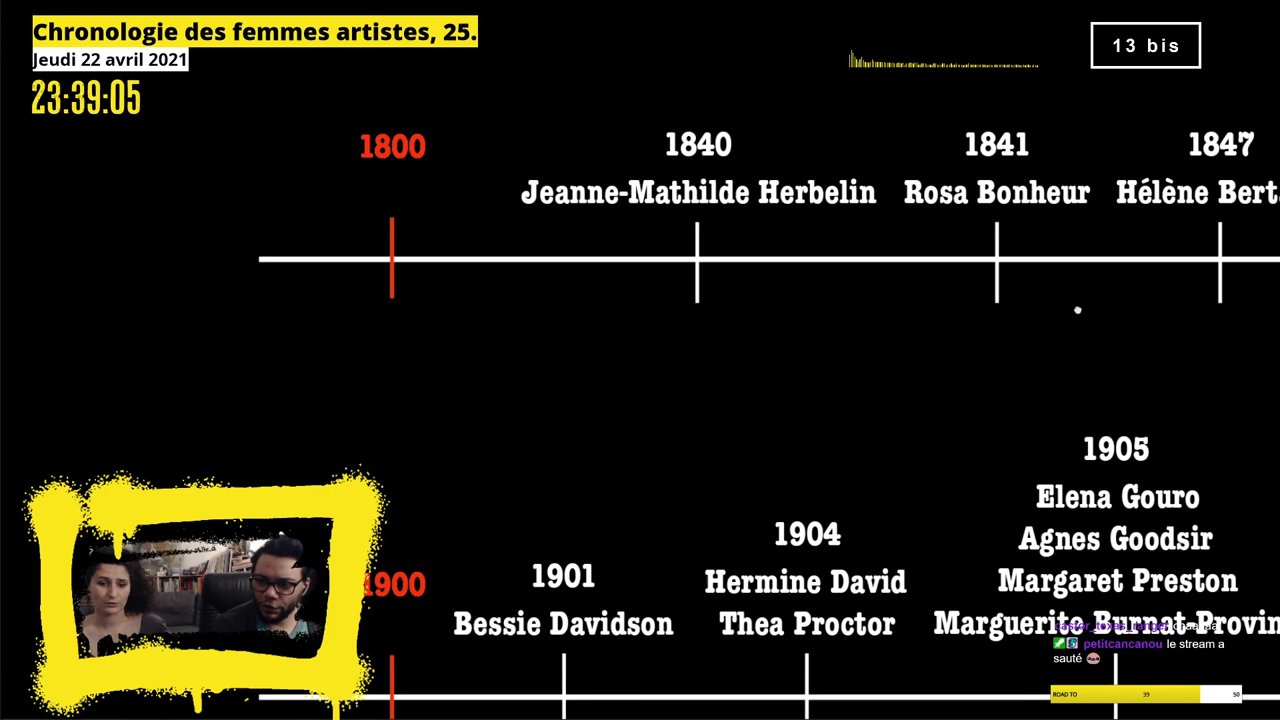 Chronologie des femmes artistes, 25.
Jeudi 22 avril 2021
23:39:05
13 bis
1800
1840
1841
1847
Jeanne-Mathilde Herbelin
Rosa Bonheur
Hélène Bert
1905
Elena Gouro
Agnes Goodsir
Margaret Preston
1904
Hermine David
Thea Proctor
1901
Bessie Davidson
1900
petitcancanou le stream a
sauté
ROAD TO 39 50